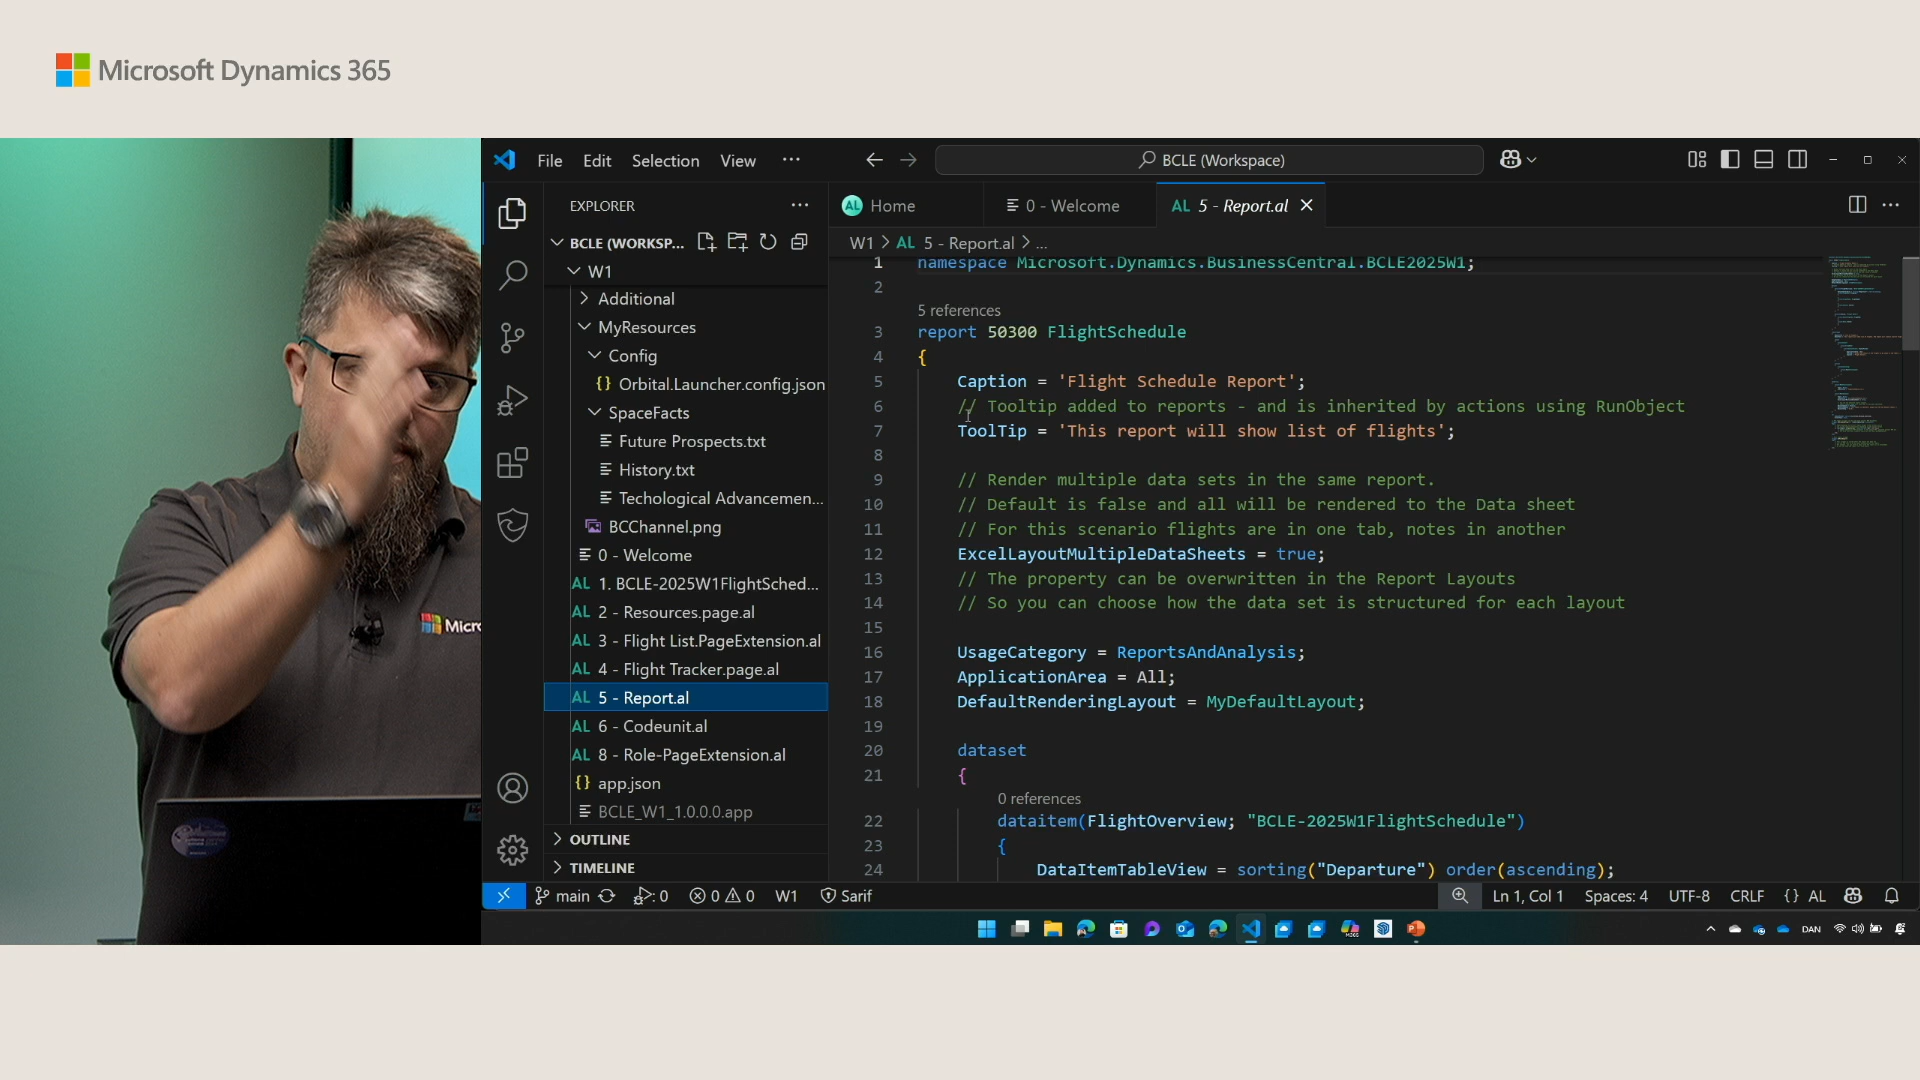 Microsoft Dynamics 365
File Edit Selection View ...
BCLE (Workspace)
EXPLORER
Home
0 - Welcome
AL 5 - Report.al
BCLE (WORKSP...
W1 > AL 5 - Report.al > ...
W1
Additional
MyResources
Config
{} Orbital.Launcher.config.json
SpaceFacts
Future Prospects.txt
History.txt
Techological Advancemen...
BCChannel.png
0 - Welcome
AL 1. BCLE-2025W1FlightSched...
AL 2 - Resources.page.al
AL 3 - Flight List.PageExtension.al
AL 4 - Flight Tracker.page.al
AL 5 - Report.al
AL 6 - Codeunit.al
AL 8 - Role-PageExtension.al
{} app.json
BCLE_W1_1.0.0.0.app
OUTLINE
TIMELINE
1 namespace Microsoft.Dynamics.BusinessCentral.BCLE2025W1;
2
5 references
3 report 50300 FlightSchedule
4 {
5 Caption = 'Flight Schedule Report';
6 // Tooltip added to reports - and is inherited by actions using RunObject
7 ToolTip = 'This report will show list of flights';
8
9 // Render multiple data sets in the same report.
10 // Default is false and all will be rendered to the Data sheet
11 // For this scenario flights are in one tab, notes in another
12 ExcelLayoutMultipleDataSheets = true;
13 // The property can be overwritten in the Report Layouts
14 // So you can choose how the data set is structured for each layout
15
16 UsageCategory = ReportsAndAnalysis;
17 ApplicationArea = All;
18 DefaultRenderingLayout = MyDefaultLayout;
19
20 dataset
21 {
0 references
22 dataitem(FlightOverview; "BCLE-2025W1FlightSchedule")
23 {
24 DataItemTableView = sorting("Departure") order(ascending);
main 0 0 0 W1 Sarif Ln 1, Col 1 Spaces: 4 UTF-8 CRLF {} AL
DAN
Micro